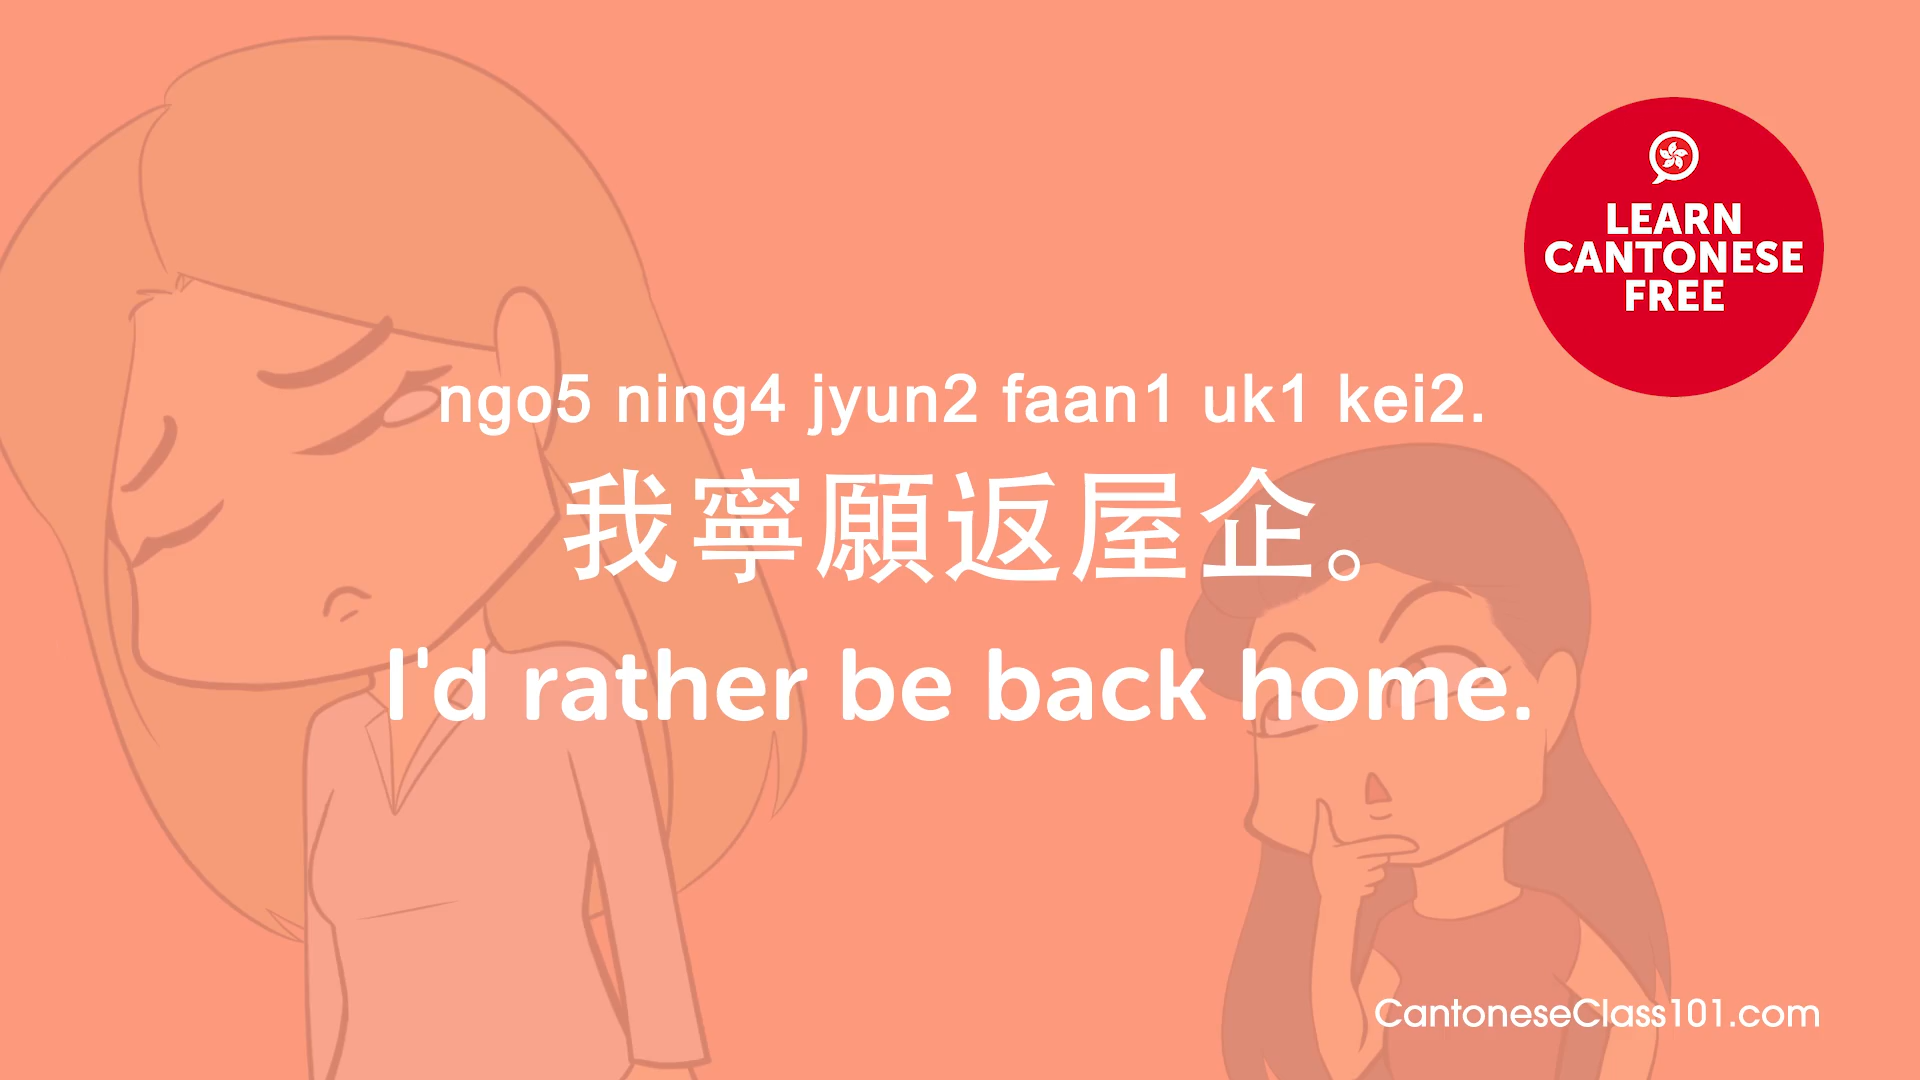 LEARN
CANTONESE
FREE
ngo5 ning4 jyun2 faan1 uk1 kei2.
我寧願返屋企。
I'd rather be back home.
CantoneseClass101.com